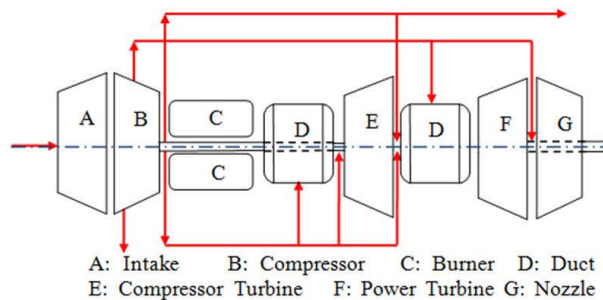 A B C D E D F G
C
A: Intake B: Compressor C: Burner D: Duct
E: Compressor Turbine F: Power Turbine G: Nozzle